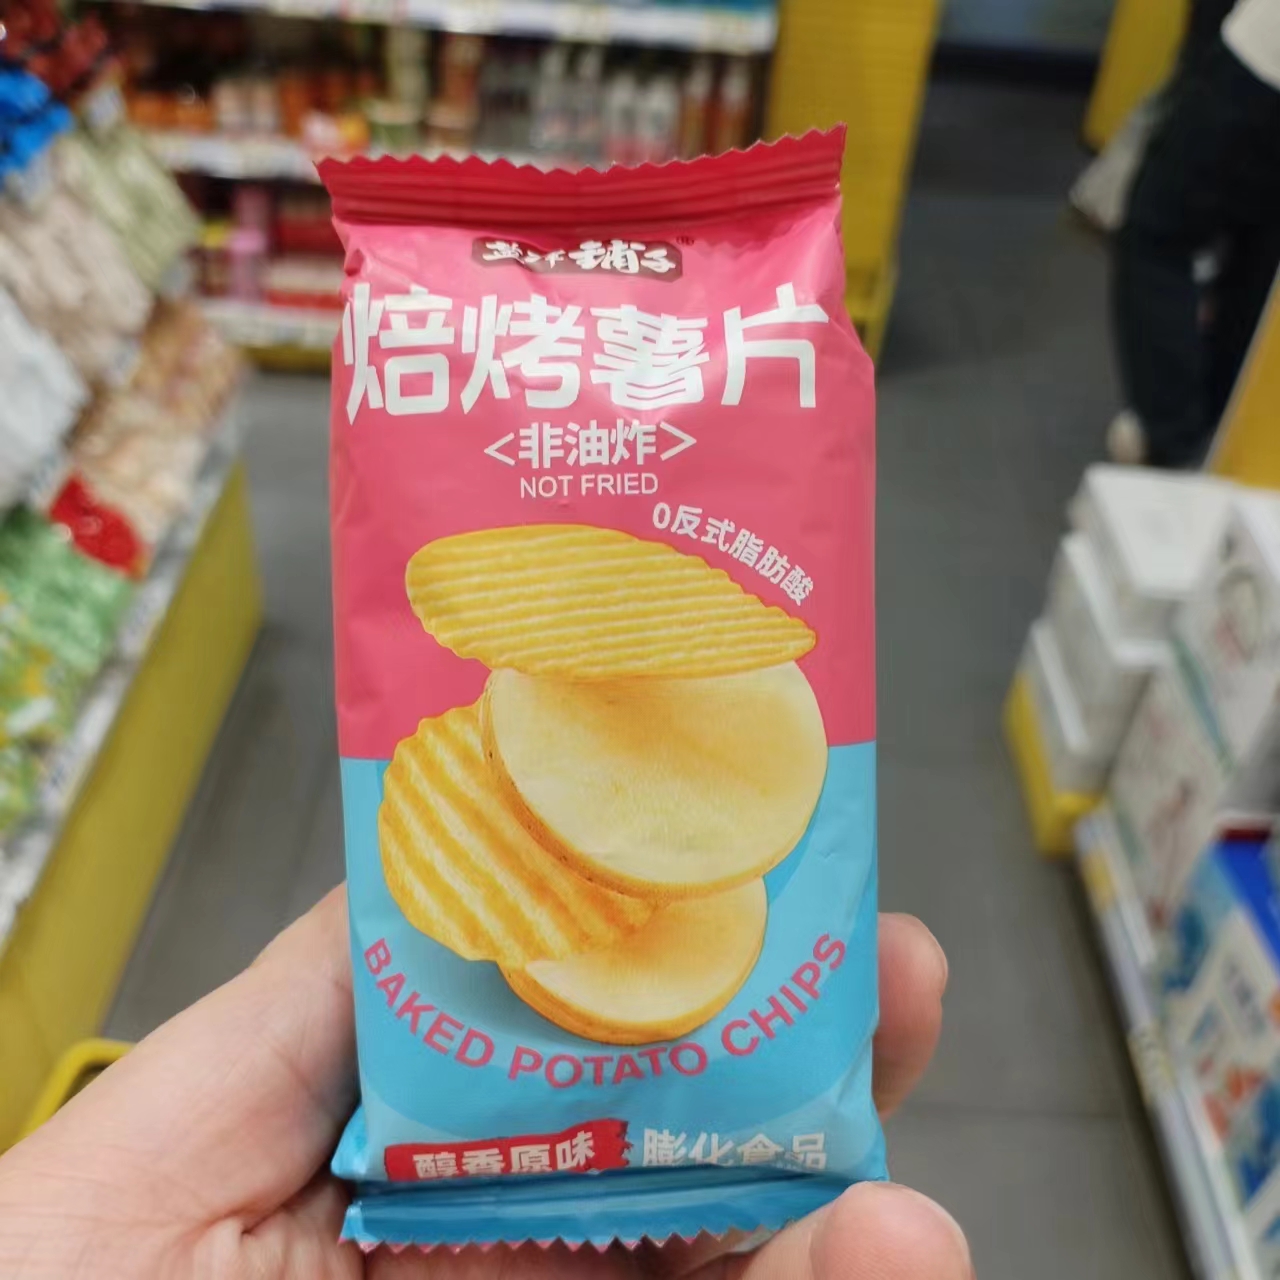 盐津铺子®
焙烤薯片
<非油炸>
NOT FRIED
0反式脂肪酸
BAKED POTATO CHIPS
醇香原味 膨化食品